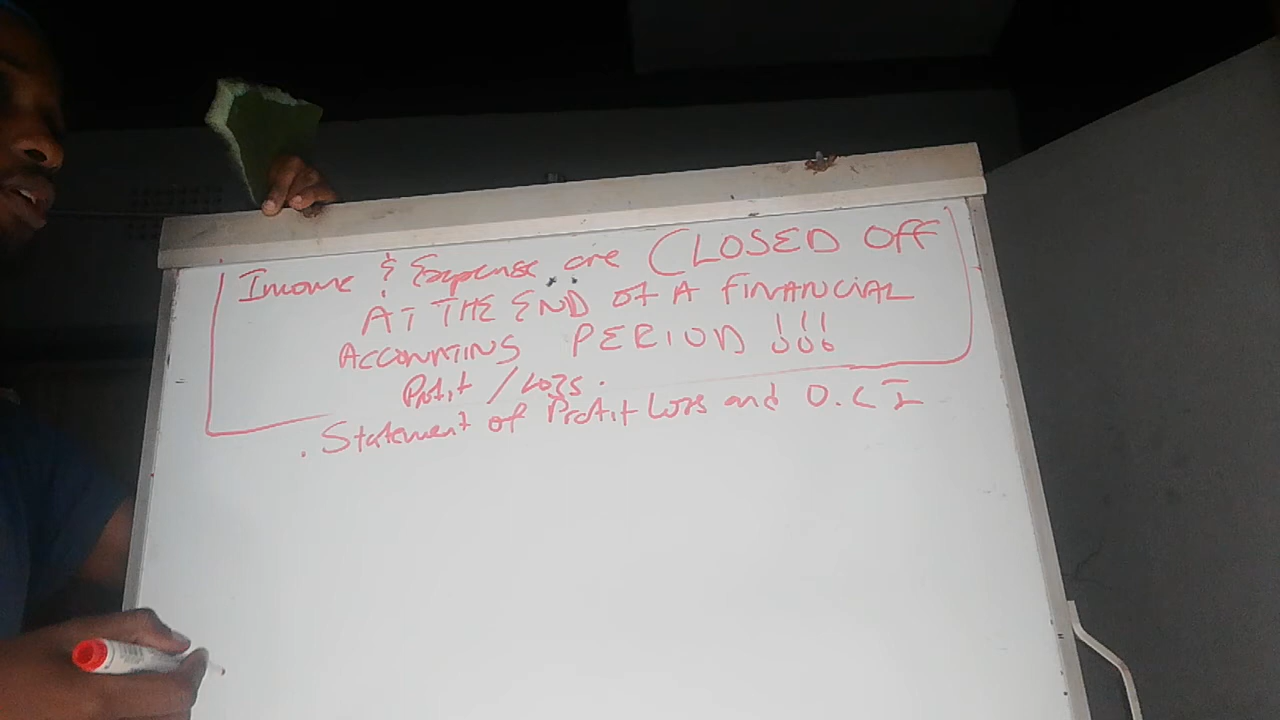 Income & Expense are CLOSED OFF
AT THE END OF A FINANCIAL
ACCOUNTING PERIOD !!!
Profit / Loss.
. Statement of Profit Loss and O.C I